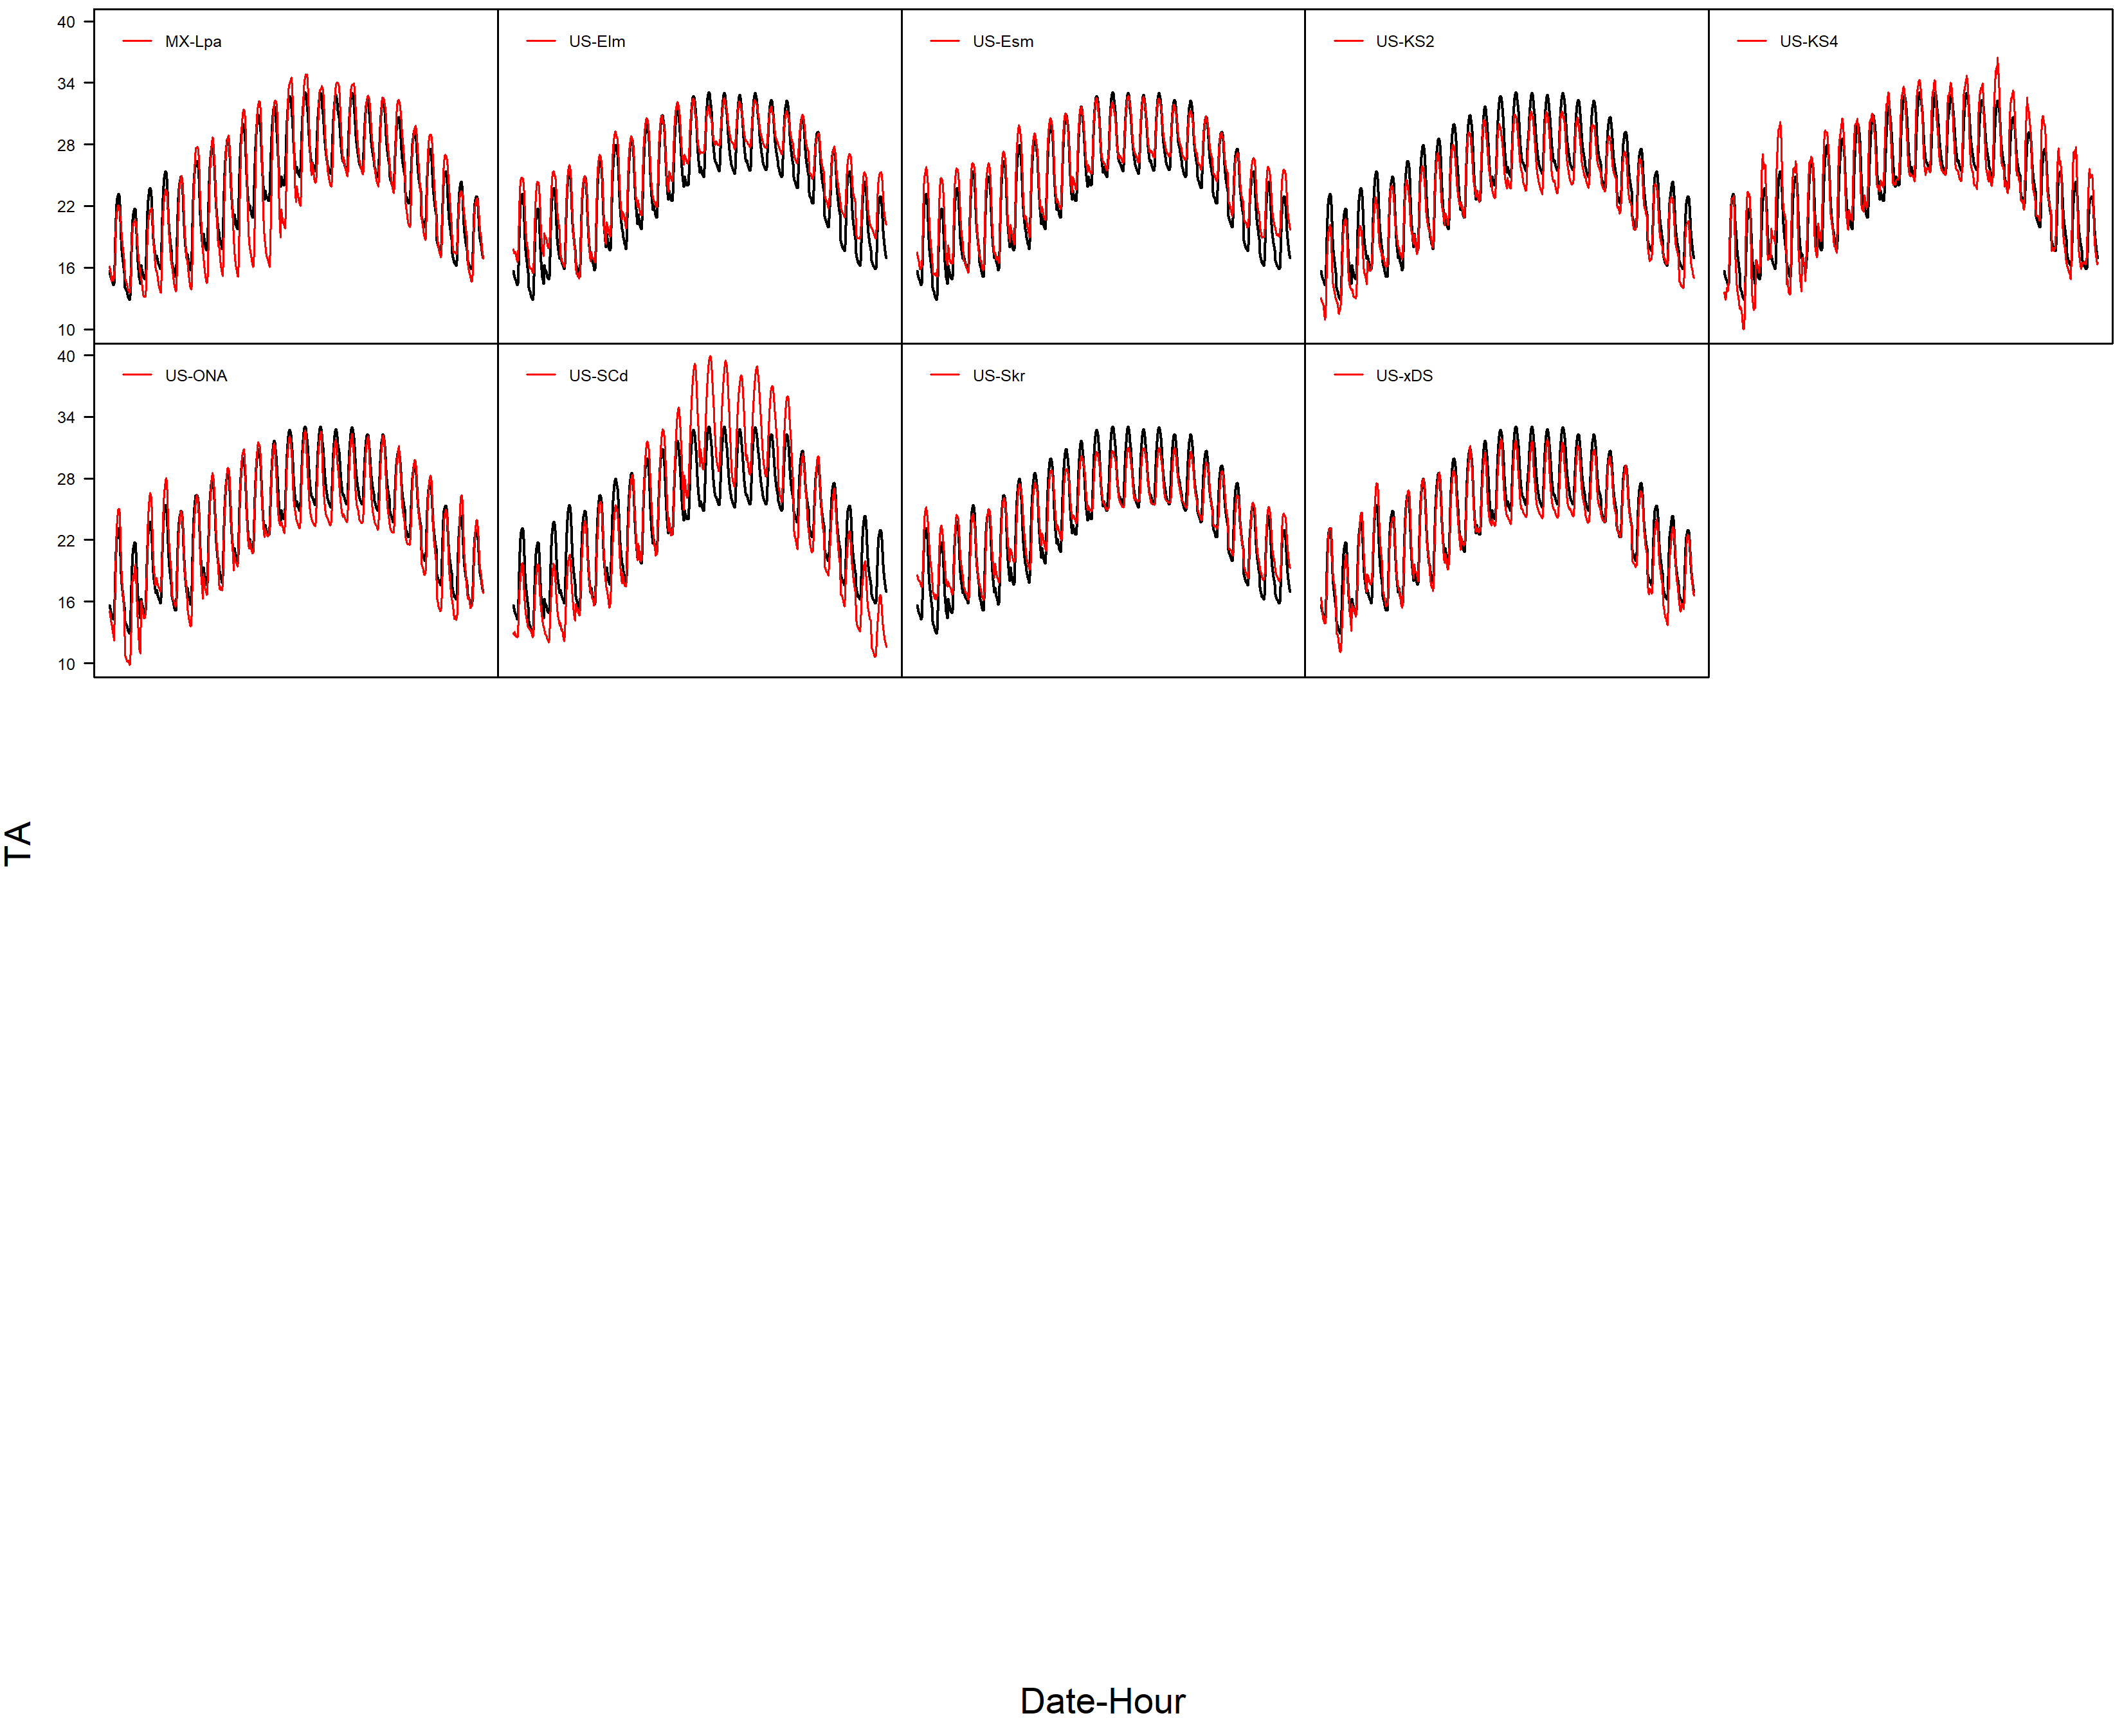 40
34
28
22
16
10
MX-Lpa
US-Elm
US-Esm
US-KS2
US-KS4
40
34
28
22
16
10
US-ONA
US-SCd
US-Skr
US-xDS
TA
Date-Hour